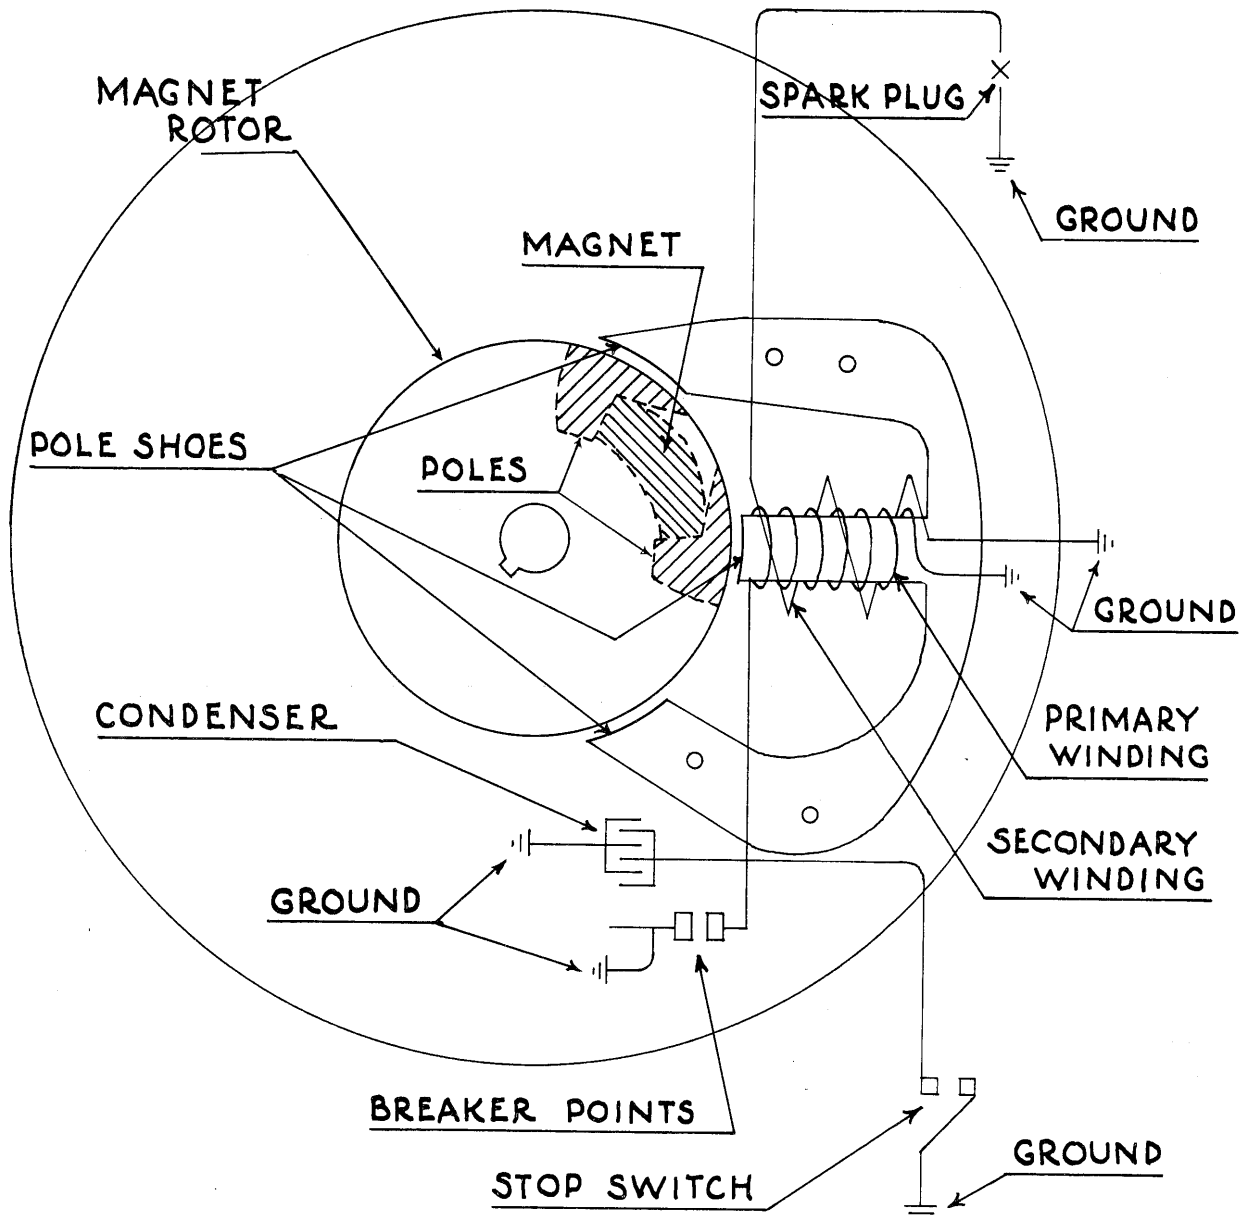 MAGNET
ROTOR
SPARK PLUG
GROUND
MAGNET
POLE SHOES
POLES
GROUND
CONDENSER
PRIMARY
WINDING
SECONDARY
WINDING
GROUND
BREAKER POINTS
GROUND
STOP SWITCH